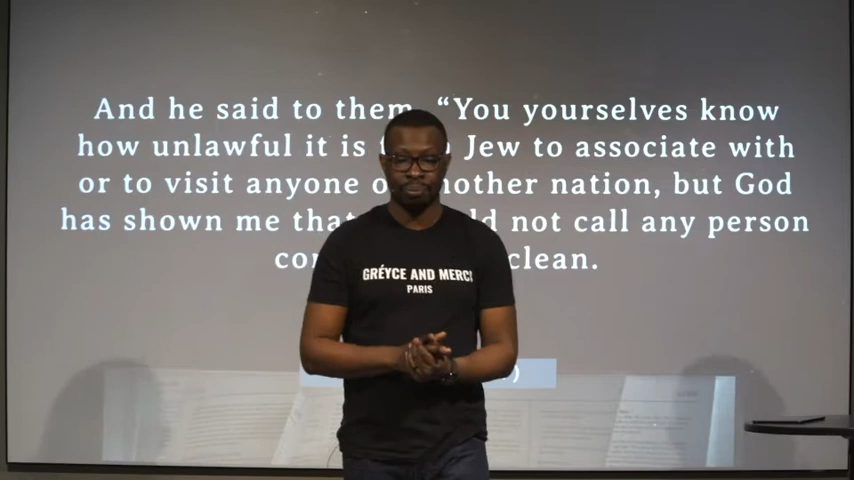 And he said to them, “You yourselves know
how unlawful it is Jew to associate with
or to visit anyone nother nation, but God
has shown me that ld not call any person
clean.
GRÉYCE AND MERCI
PARIS